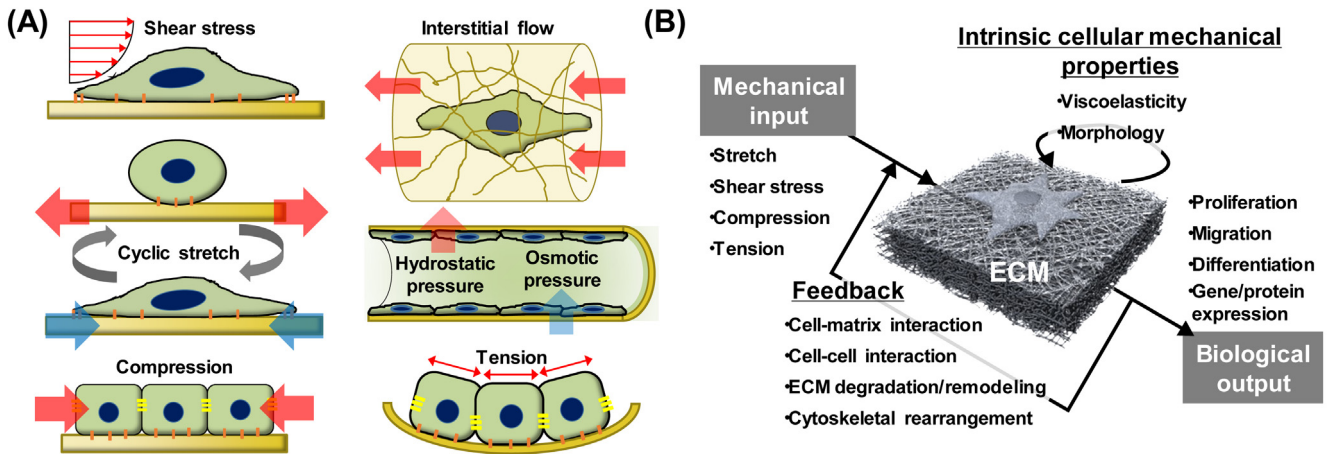 (A)
Shear stress
Cyclic stretch
Compression
Interstitial flow
Hydrostatic
pressure
Osmotic
pressure
Tension
(B)
Mechanical
input
•Stretch
•Shear stress
•Compression
•Tension
Intrinsic cellular mechanical
properties
•Viscoelasticity
•Morphology
ECM
Feedback
•Cell-matrix interaction
•Cell-cell interaction
•ECM degradation/remodeling
•Cytoskeletal rearrangement
•Proliferation
•Migration
•Differentiation
•Gene/protein
expression
Biological
output